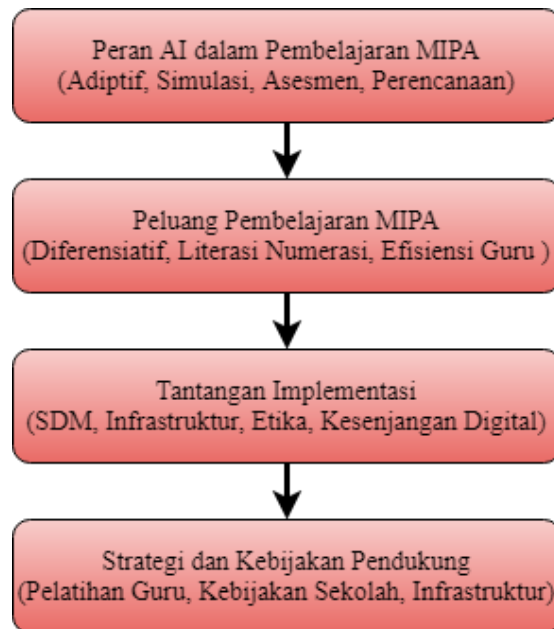 Peran AI dalam Pembelajaran MIPA
(Adiptif, Simulasi, Asesmen, Perencanaan)
Peluang Pembelajaran MIPA
(Diferensiatif, Literasi Numerasi, Efisiensi Guru )
Tantangan Implementasi
(SDM, Infrastruktur, Etika, Kesenjangan Digital)
Strategi dan Kebijakan Pendukung
(Pelatihan Guru, Kebijakan Sekolah, Infrastruktur)